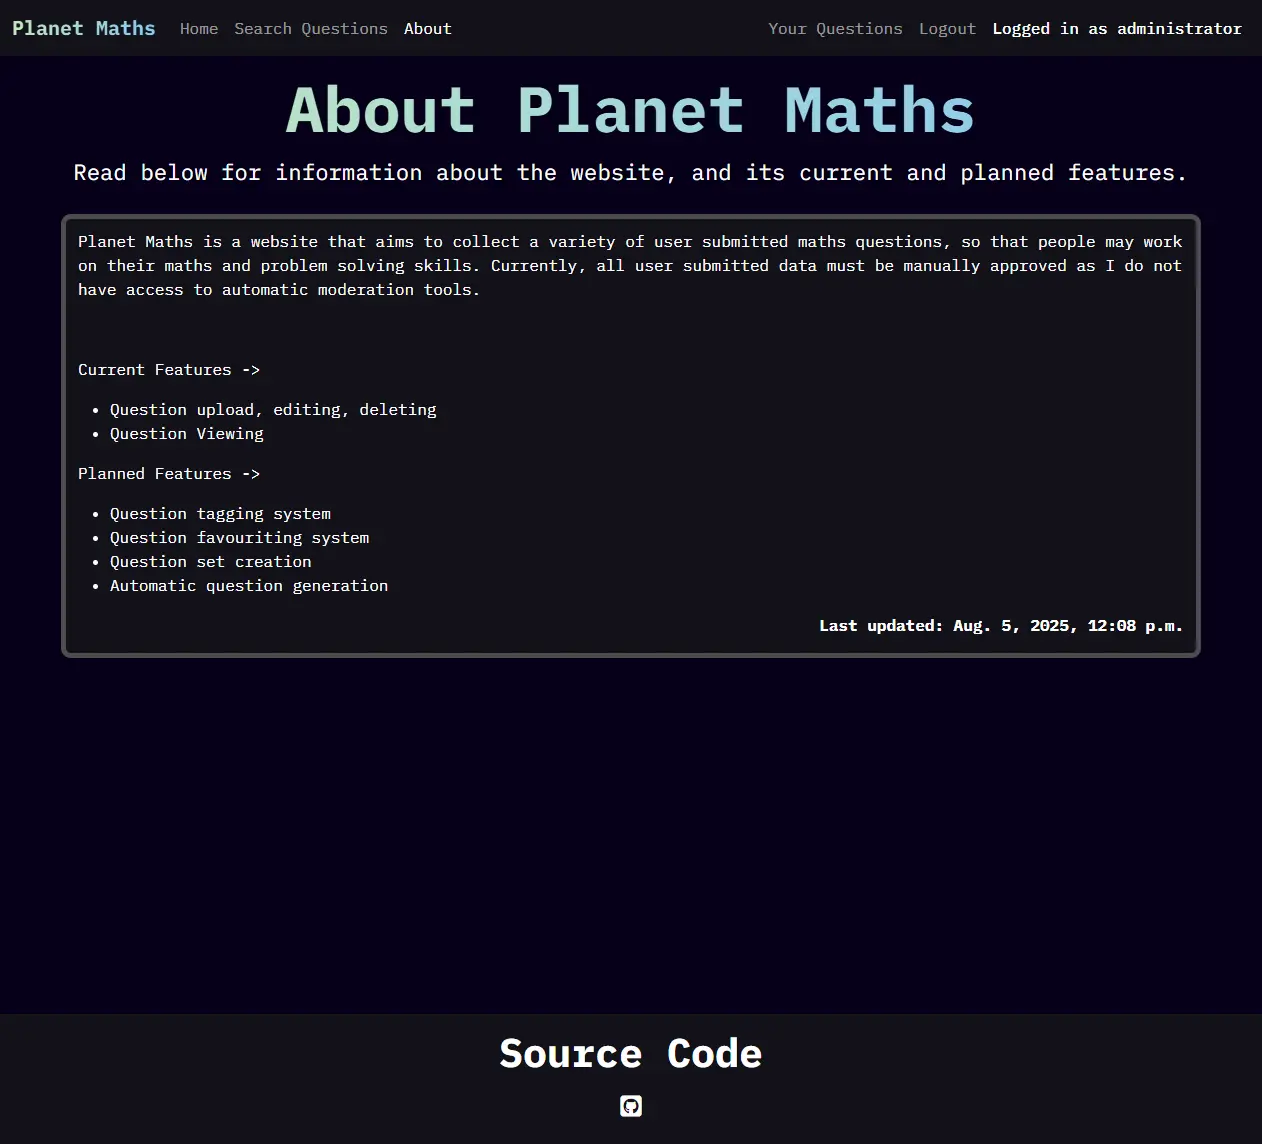 Planet Maths Home Search Questions About Your Questions Logout Logged in as administrator
About Planet Maths
Read below for information about the website, and its current and planned features.
Planet Maths is a website that aims to collect a variety of user submitted maths questions, so that people may work
on their maths and problem solving skills. Currently, all user submitted data must be manually approved as I do not
have access to automatic moderation tools.
Current Features ->
• Question upload, editing, deleting
• Question Viewing
Planned Features ->
• Question tagging system
• Question favouriting system
• Question set creation
• Automatic question generation
Last updated: Aug. 5, 2025, 12:08 p.m.
Source Code